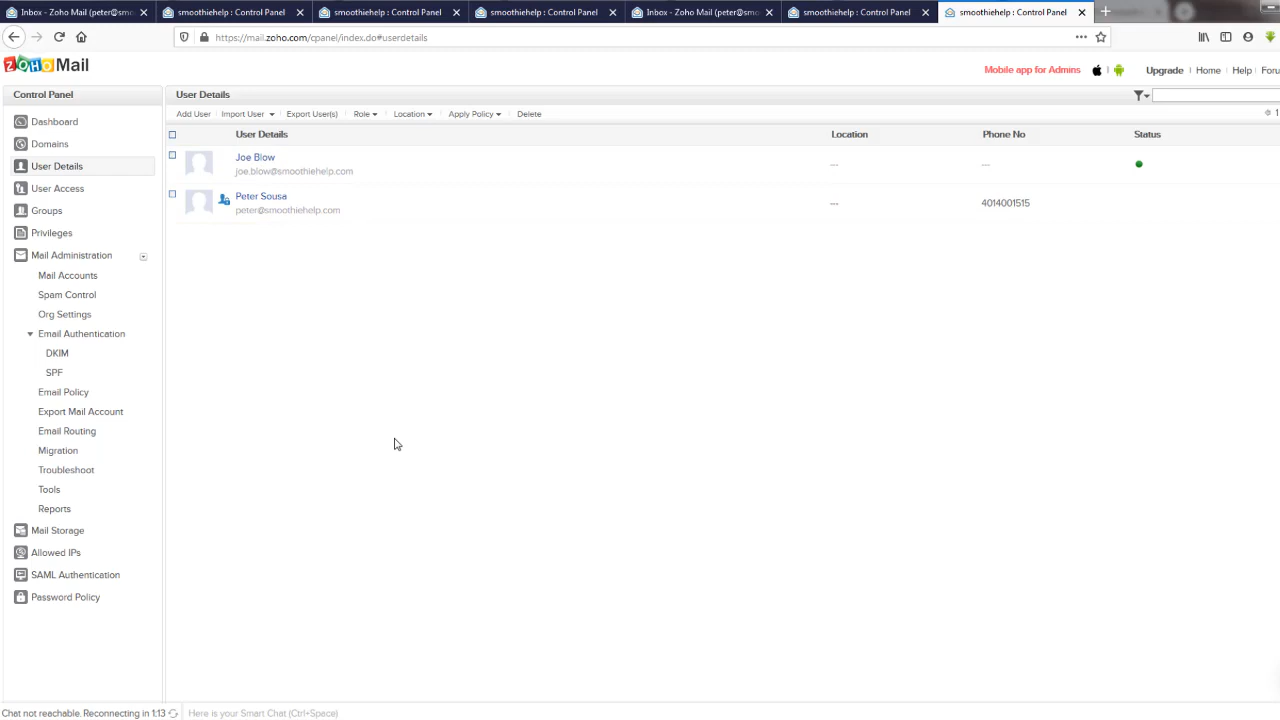 Inbox - Zoho Mail (peter@smo
smoothiehelp : Control Panel
smoothiehelp : Control Panel
smoothiehelp : Control Panel
Inbox - Zoho Mail (peter@smo
smoothiehelp : Control Panel
smoothiehelp : Control Panel
https://mail.zoho.com/cpanel/index.do#userdetails
ZOHO Mail
Mobile app for Admins
Upgrade | Home | Help | Foru
Control Panel
User Details
Add User Import User Export User(s) Role Location Apply Policy Delete
1
User Details Location Phone No Status
Joe Blow
joe.blow@smoothiehelp.com
--- ---
Peter Sousa
peter@smoothiehelp.com
--- 4014001515
Dashboard
Domains
User Details
User Access
Groups
Privileges
Mail Administration
Mail Accounts
Spam Control
Org Settings
Email Authentication
DKIM
SPF
Email Policy
Export Mail Account
Email Routing
Migration
Troubleshoot
Tools
Reports
Mail Storage
Allowed IPs
SAML Authentication
Password Policy
Chat not reachable. Reconnecting in 1:13
Here is your Smart Chat (Ctrl+Space)